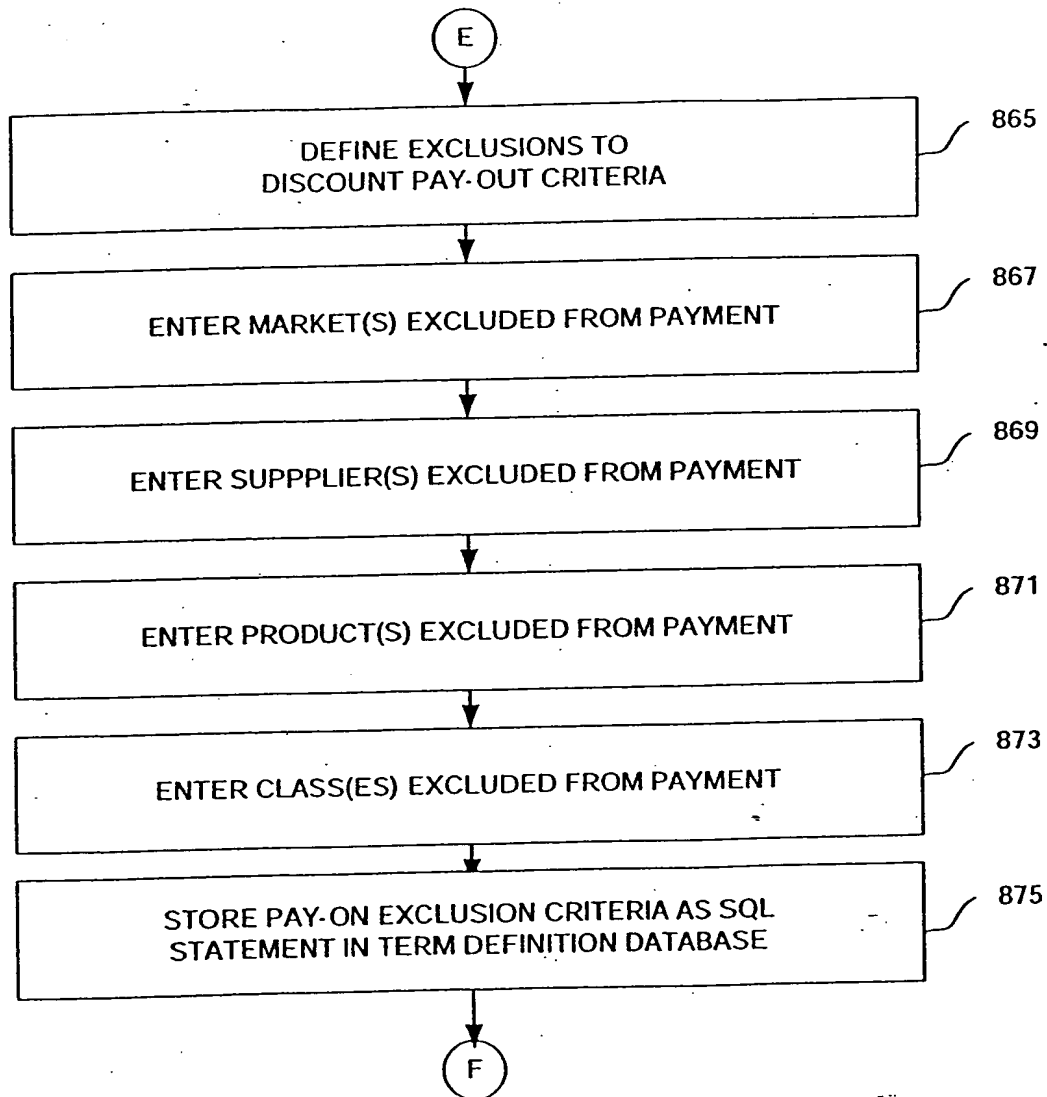 E
DEFINE EXCLUSIONS TO
DISCOUNT PAY-OUT CRITERIA
865
ENTER MARKET(S) EXCLUDED FROM PAYMENT
867
ENTER SUPPPLIER(S) EXCLUDED FROM PAYMENT
869
ENTER PRODUCT(S) EXCLUDED FROM PAYMENT
871
ENTER CLASS(ES) EXCLUDED FROM PAYMENT
873
STORE PAY-ON EXCLUSION CRITERIA AS SQL
STATEMENT IN TERM DEFINITION DATABASE
875
F